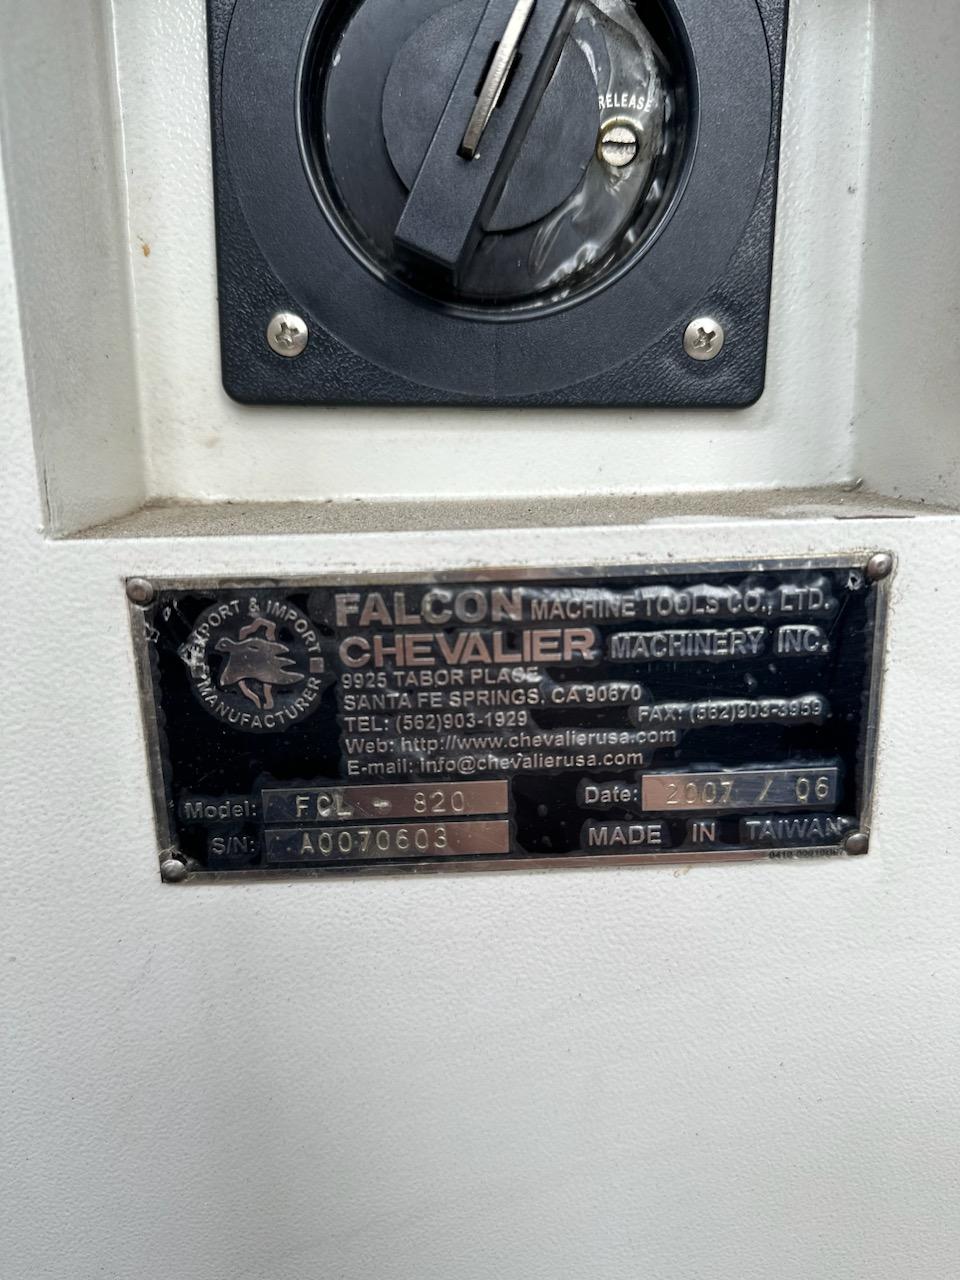 RELEASE
EXPORT & IMPORT
MANUFACTURER
FALCON MACHINE TOOLS CO., LTD.
CHEVALIER MACHINERY INC.
9925 TABOR PLACE
SANTA FE SPRINGS, CA 90670
TEL: (562)903-1929 FAX: (562)903-3959
Web: http://www.chevalierusa.com
E-mail: info@chevalierusa.com
Model: FCL - 820 Date: 2007 / 06
S/N: A0070603 MADE IN TAIWAN